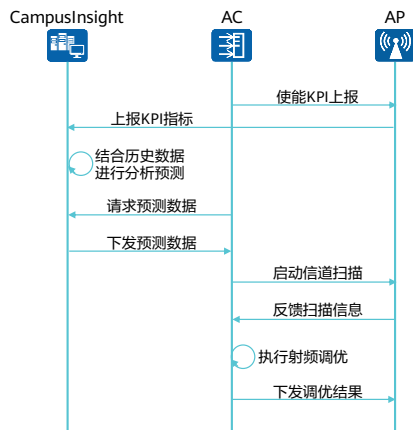 CampusInsight
AC
AP
使能KPI上报
上报KPI指标
结合历史数据
进行分析预测
请求预测数据
下发预测数据
启动信道扫描
反馈扫描信息
执行射频调优
下发调优结果